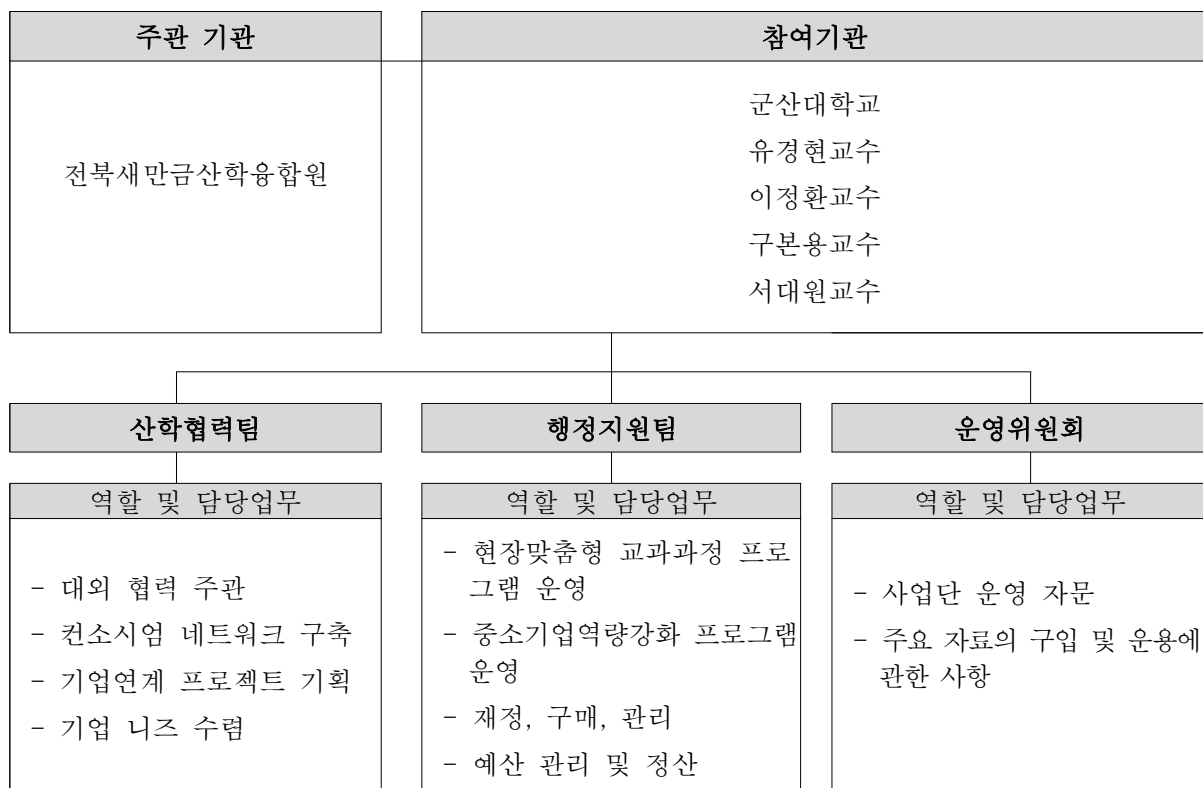 주관 기관
전북새만금산학융합원
참여기관
군산대학교
유경현교수
이정환교수
구본용교수
서대원교수
산학협력팀
역할 및 담당업무
- 대외 협력 주관
- 컨소시엄 네트워크 구축
- 기업연계 프로젝트 기획
- 기업 니즈 수렴
행정지원팀
역할 및 담당업무
- 현장맞춤형 교과과정 프로
그램 운영
- 중소기업역량강화 프로그램
운영
- 재정, 구매, 관리
- 예산 관리 및 정산
운영위원회
역할 및 담당업무
- 사업단 운영 자문
- 주요 자료의 구입 및 운용에
관한 사항